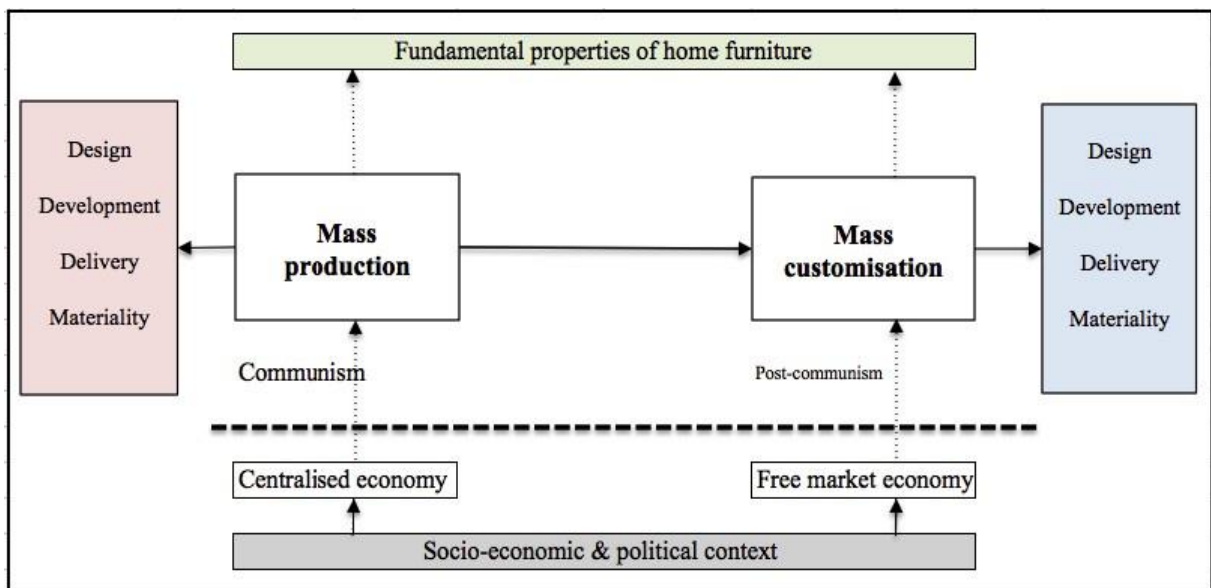 Fundamental properties of home furniture
Design
Development
Delivery
Materiality
Mass
production
Mass
customisation
Design
Development
Delivery
Materiality
Communism
Post-communism
Centralised economy
Free market economy
Socio-economic & political context